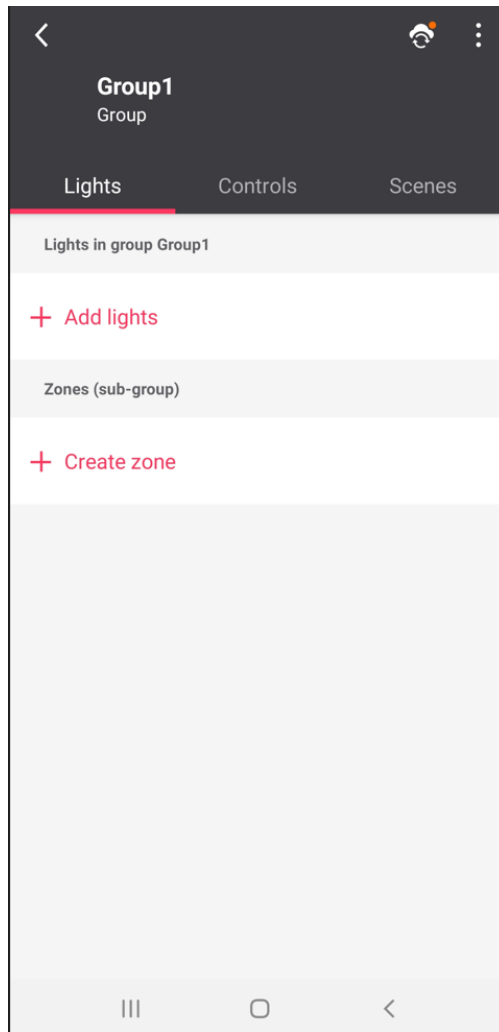 Group1
Group
Lights Controls Scenes
Lights in group Group1
Add lights
Zones (sub-group)
Create zone